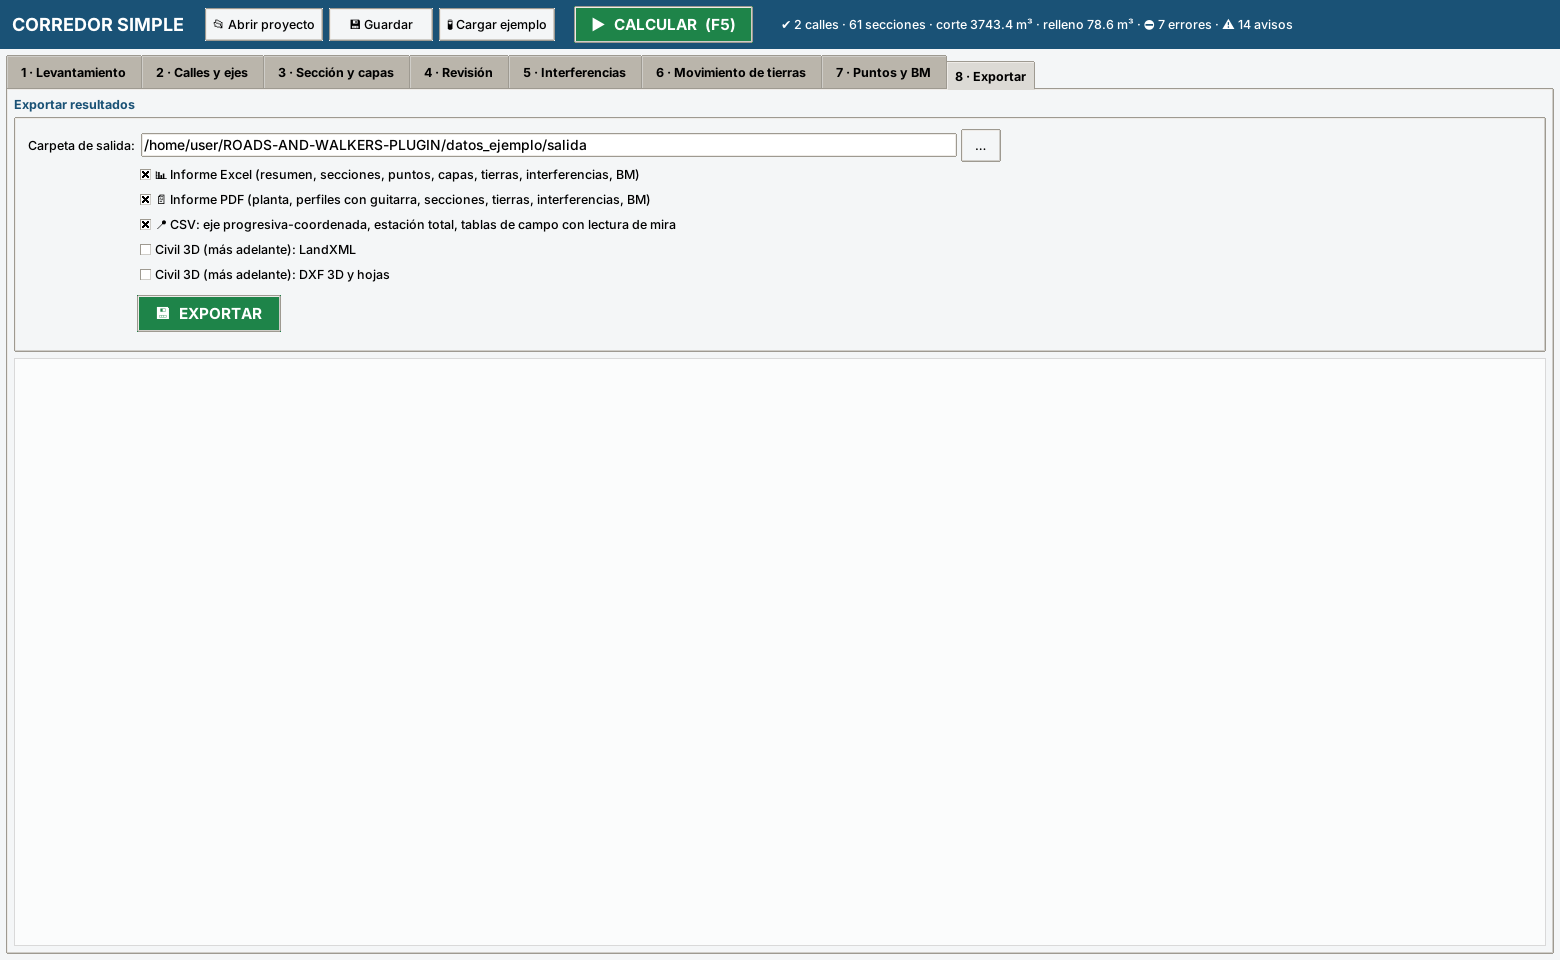 CORREDOR SIMPLE
Abrir proyecto
Guardar
Cargar ejemplo
▶ CALCULAR (F5)
✔ 2 calles · 61 secciones · corte 3743.4 m³ · relleno 78.6 m³ · ⛔ 7 errores · ⚠ 14 avisos
1 · Levantamiento
2 · Calles y ejes
3 · Sección y capas
4 · Revisión
5 · Interferencias
6 · Movimiento de tierras
7 · Puntos y BM
8 · Exportar
Exportar resultados
Carpeta de salida: /home/user/ROADS-AND-WALKERS-PLUGIN/datos_ejemplo/salida ...
Informe Excel (resumen, secciones, puntos, capas, tierras, interferencias, BM)
Informe PDF (planta, perfiles con guitarra, secciones, tierras, interferencias, BM)
CSV: eje progresiva-coordenada, estación total, tablas de campo con lectura de mira
Civil 3D (más adelante): LandXML
Civil 3D (más adelante): DXF 3D y hojas
EXPORTAR